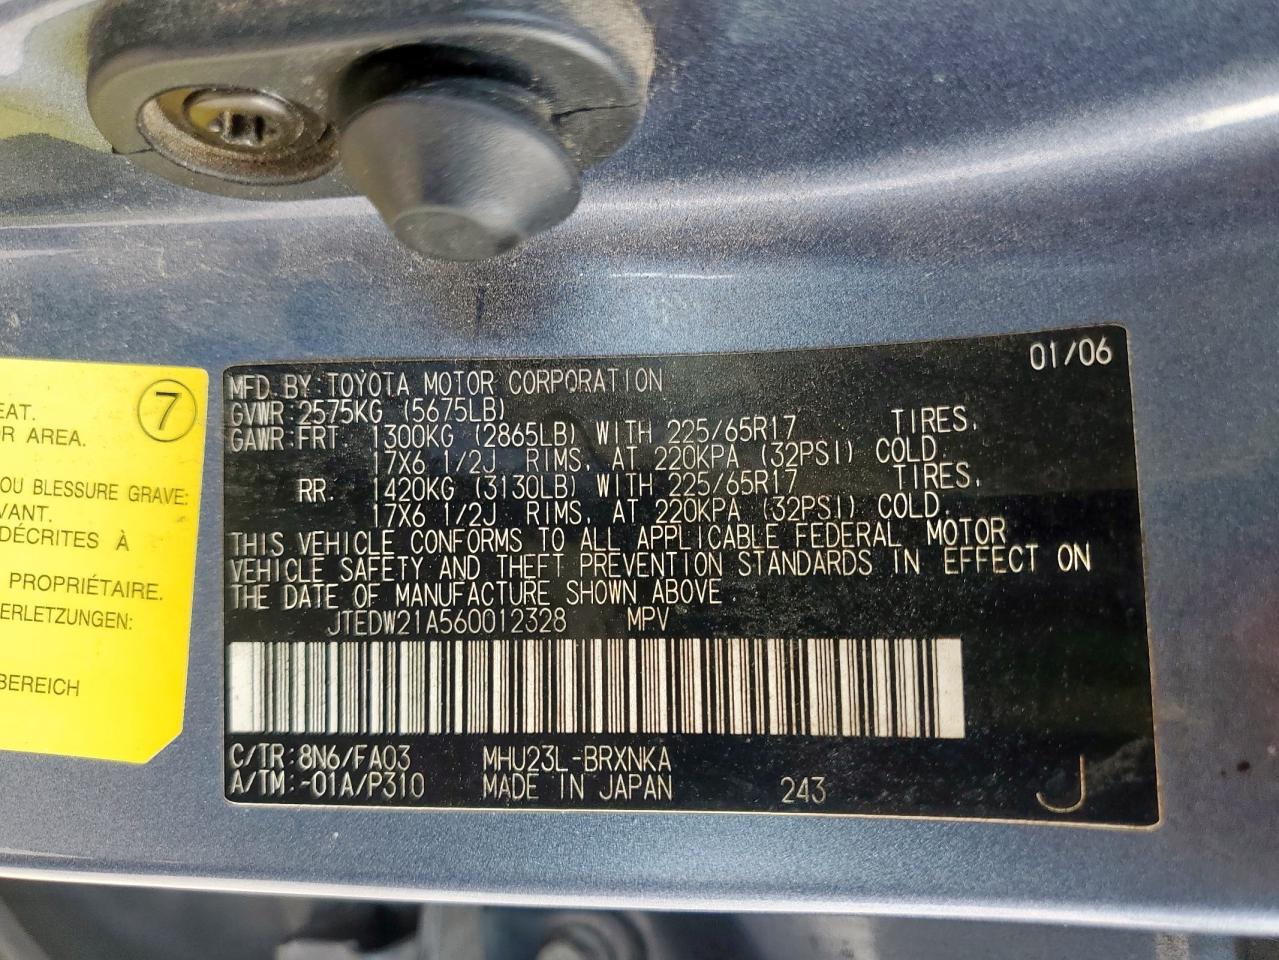 7
EAT.
R AREA.
OU BLESSURE GRAVE:
VANT.
DÉCRITES À
PROPRIÉTAIRE.
ERLETZUNGEN:
BEREICH
01/06
MFD. BY: TOYOTA MOTOR CORPORATION
GVWR: 2575KG (5675LB)
GAWR: FRT. 1300KG (2865LB) WITH 225/65R17 TIRES.
17X6 1/2J RIMS, AT 220KPA (32PSI) COLD.
RR. 1420KG (3130LB) WITH 225/65R17 TIRES.
17X6 1/2J RIMS, AT 220KPA (32PSI) COLD.
THIS VEHICLE CONFORMS TO ALL APPLICABLE FEDERAL MOTOR
VEHICLE SAFETY AND THEFT PREVENTION STANDARDS IN EFFECT ON
THE DATE OF MANUFACTURE SHOWN ABOVE
JTEDW21A560012328 MPV
C/TR: 8N6/FA03 MHU23L-BRXNKA
A/TM: -01A/P310 MADE IN JAPAN 243 J